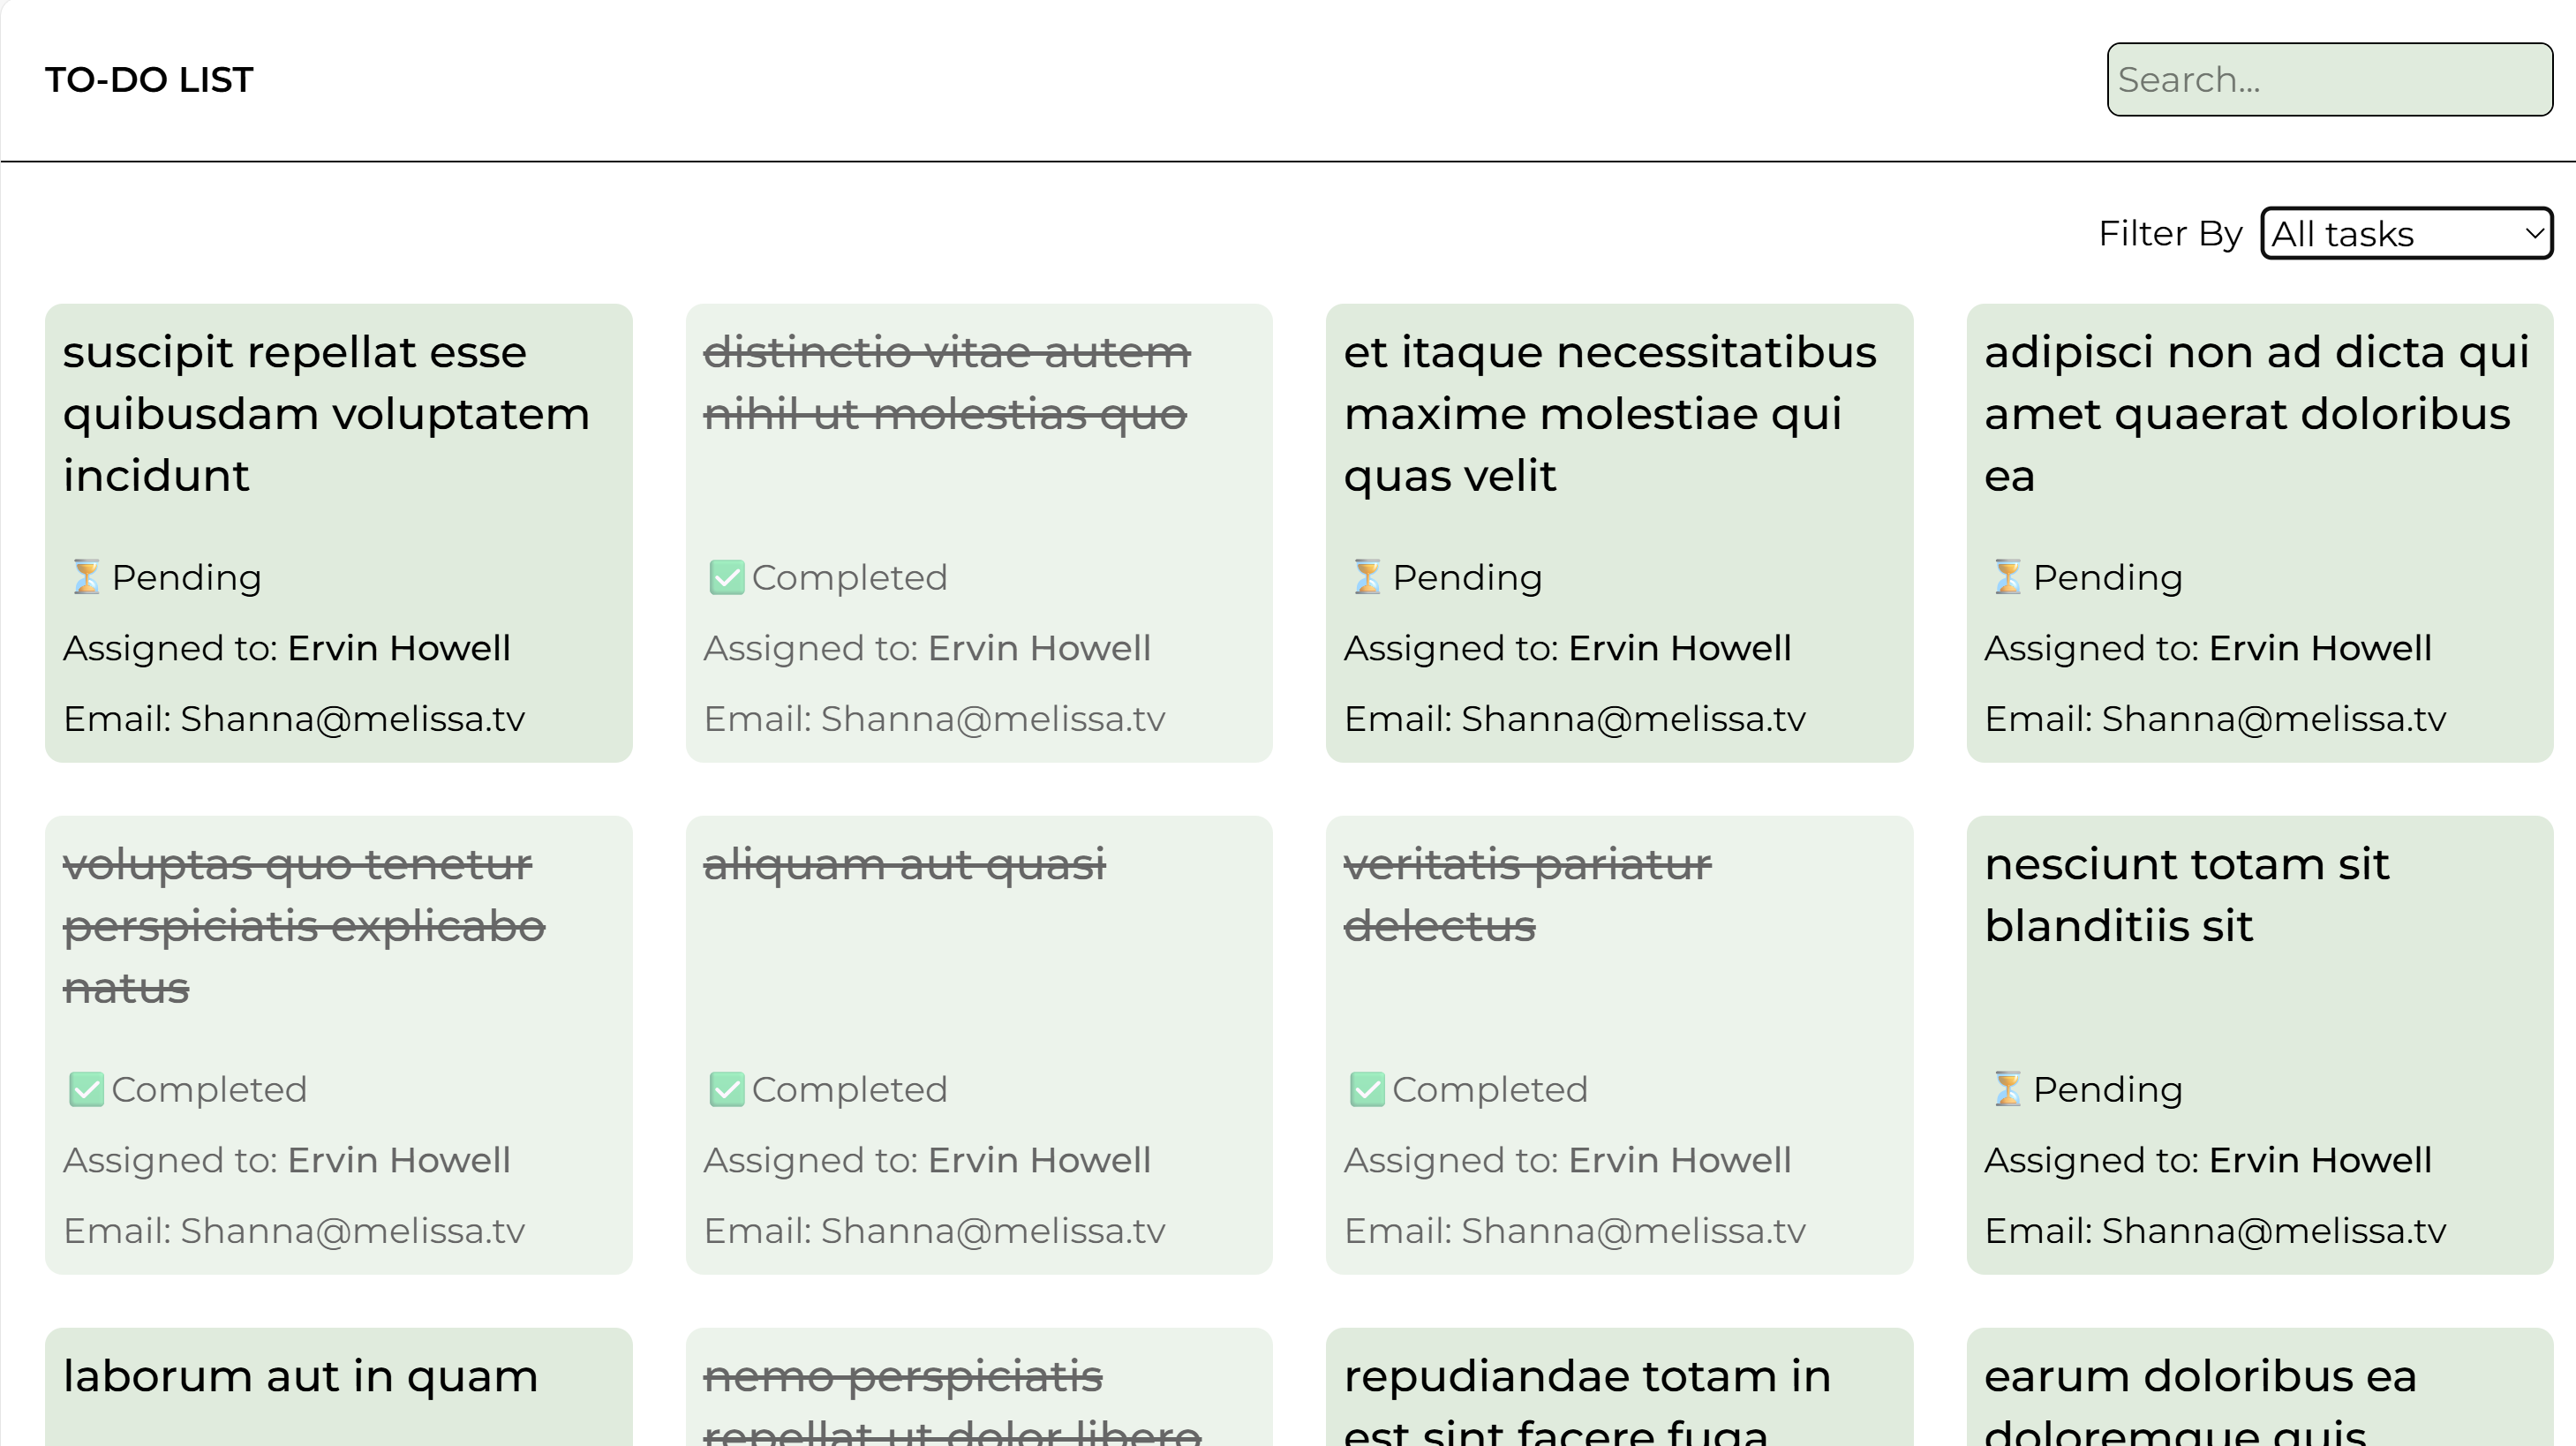 TO-DO LIST
Search...
Filter By All tasks
suscipit repellat esse
quibusdam voluptatem
incidunt
Pending
Assigned to: Ervin Howell
Email: Shanna@melissa.tv
distinctio vitae autem
nihil ut molestias quo
Completed
Assigned to: Ervin Howell
Email: Shanna@melissa.tv
et itaque necessitatibus
maxime molestiae qui
quas velit
Pending
Assigned to: Ervin Howell
Email: Shanna@melissa.tv
adipisci non ad dicta qui
amet quaerat doloribus
ea
Pending
Assigned to: Ervin Howell
Email: Shanna@melissa.tv
voluptas quo tenetur
perspiciatis explicabo
natus
Completed
Assigned to: Ervin Howell
Email: Shanna@melissa.tv
aliquam aut quasi
Completed
Assigned to: Ervin Howell
Email: Shanna@melissa.tv
veritatis pariatur
delectus
Completed
Assigned to: Ervin Howell
Email: Shanna@melissa.tv
nesciunt totam sit
blanditiis sit
Pending
Assigned to: Ervin Howell
Email: Shanna@melissa.tv
laborum aut in quam
nemo perspiciatis
repellat ut dolor libero
repudiandae totam in
est sint facere fuga
earum doloribus ea
doloremque quis